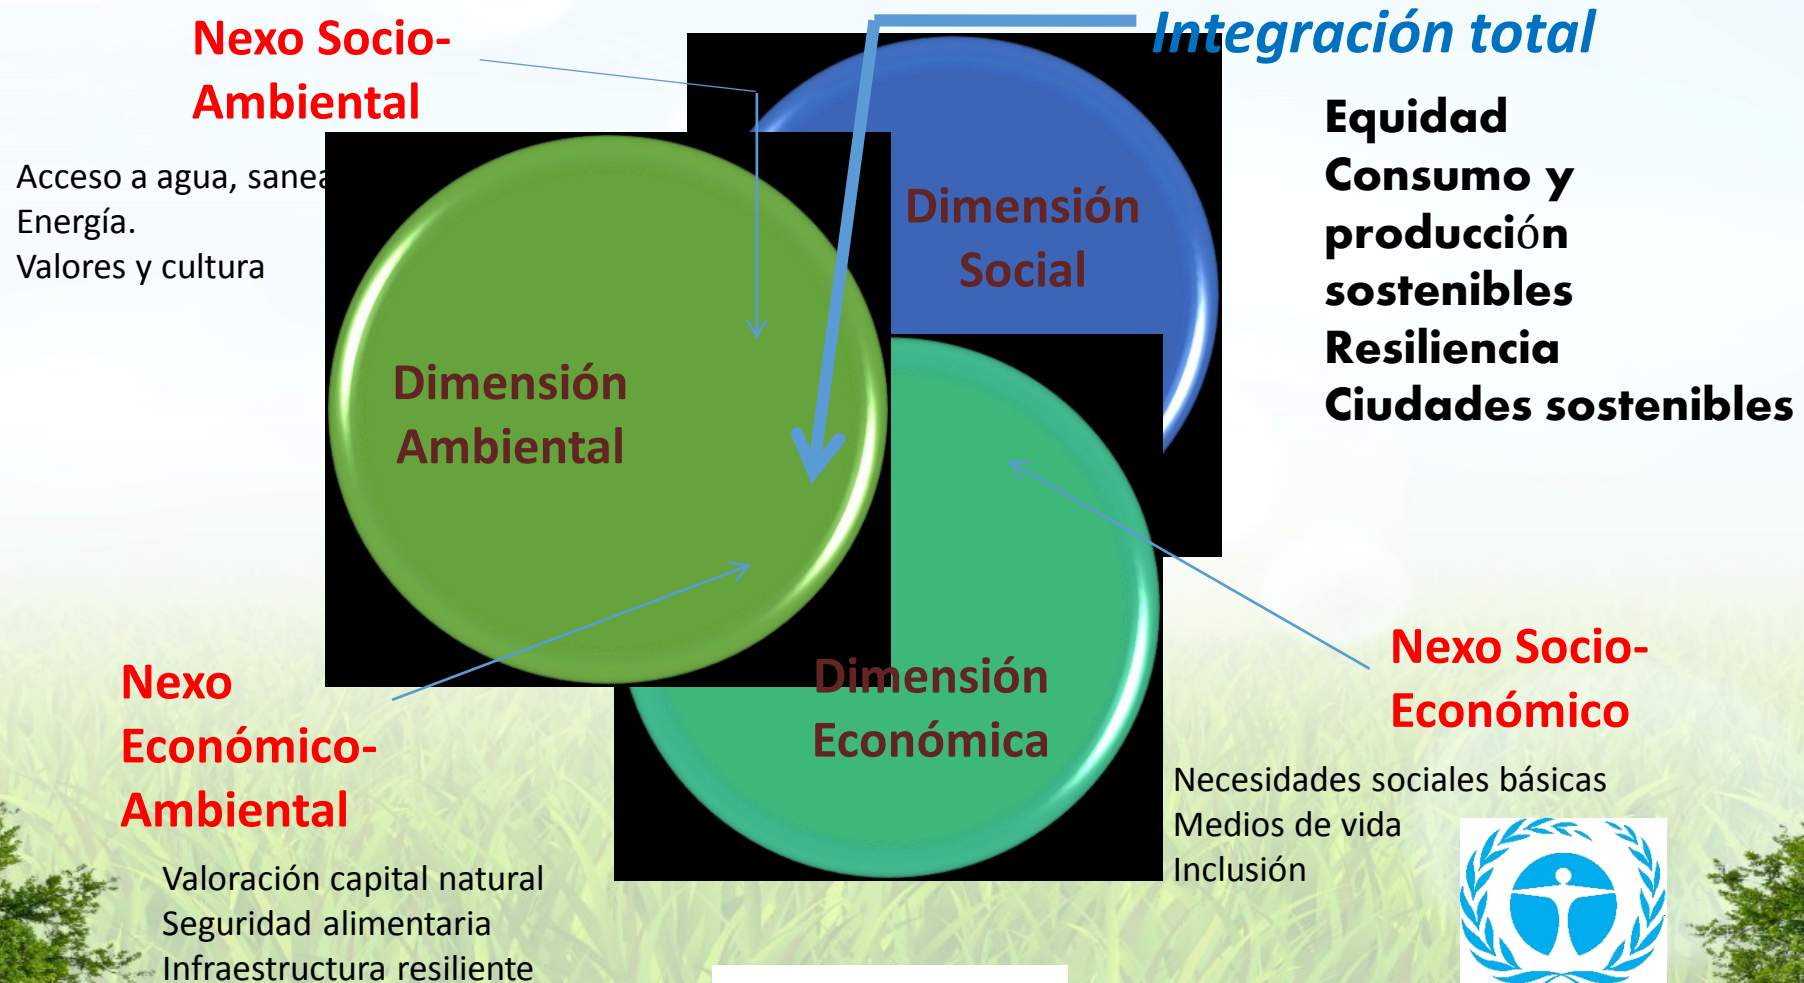 Nexo Socio-
Ambiental
Acceso a agua, sanea
Energía.
Valores y cultura
Integración total
Equidad
Consumo y
producción
sostenibles
Resiliencia
Ciudades sostenibles
Dimensión
Social
Dimensión
Ambiental
Dimensión
Económica
Nexo
Económico-
Ambiental
Valoración capital natural
Seguridad alimentaria
Infraestructura resiliente
Nexo Socio-
Económico
Necesidades sociales básicas
Medios de vida
Inclusión